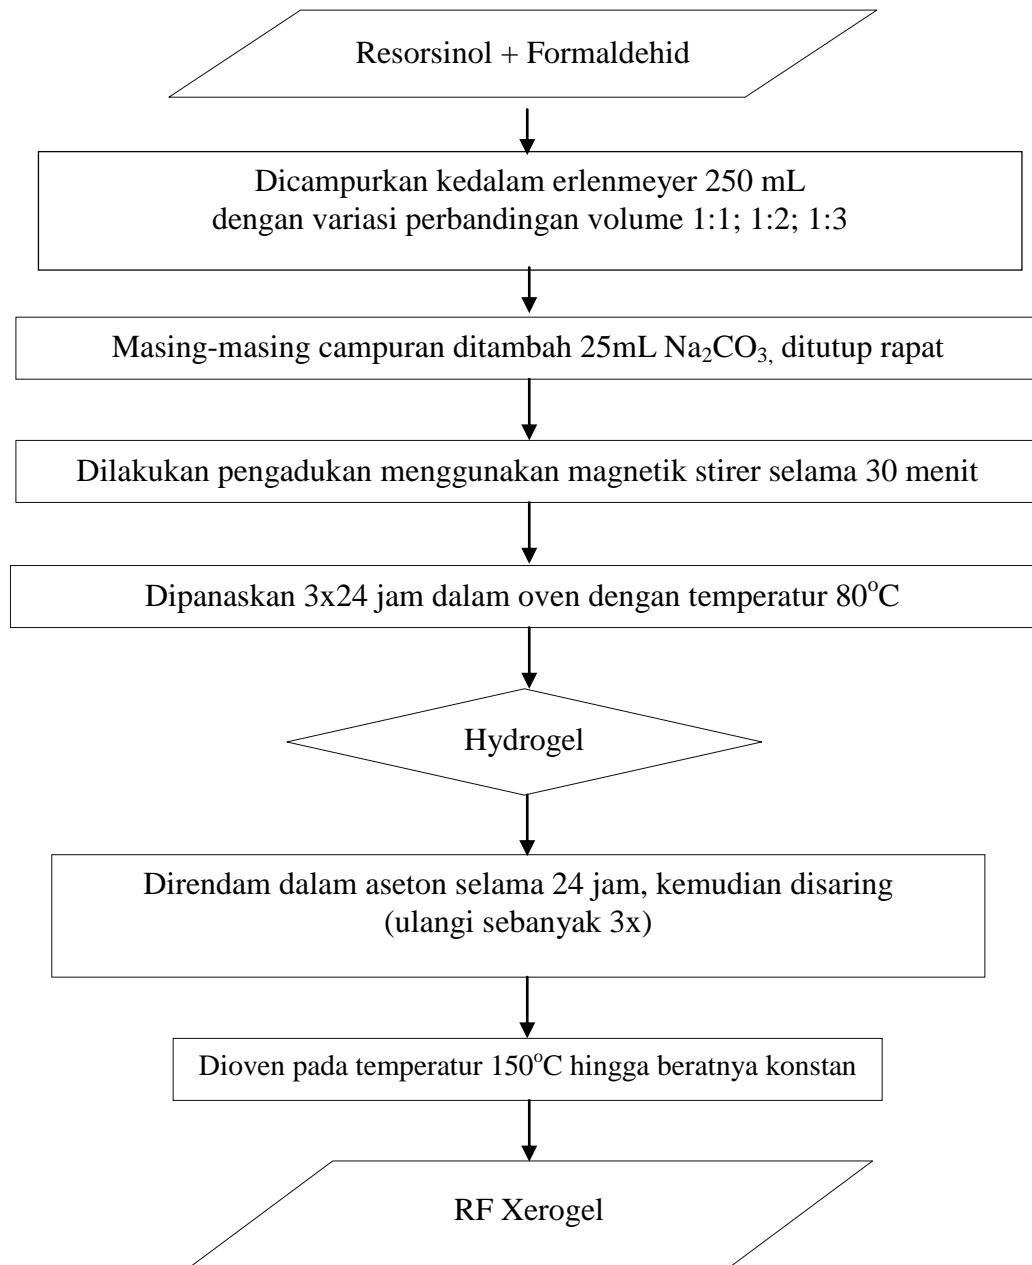 Resorsinol + Formaldehid
Dicampurkan kedalam erlenmeyer 250 mL
dengan variasi perbandingan volume 1:1; 1:2; 1:3
Masing-masing campuran ditambah 25mL Na₂CO₃, ditutup rapat
Dilakukan pengadukan menggunakan magnetik stirer selama 30 menit
Dipanaskan 3x24 jam dalam oven dengan temperatur 80°C
Hydrogel
Direndam dalam aseton selama 24 jam, kemudian disaring
(ulangi sebanyak 3x)
Dioven pada temperatur 150°C hingga beratnya konstan
RF Xerogel